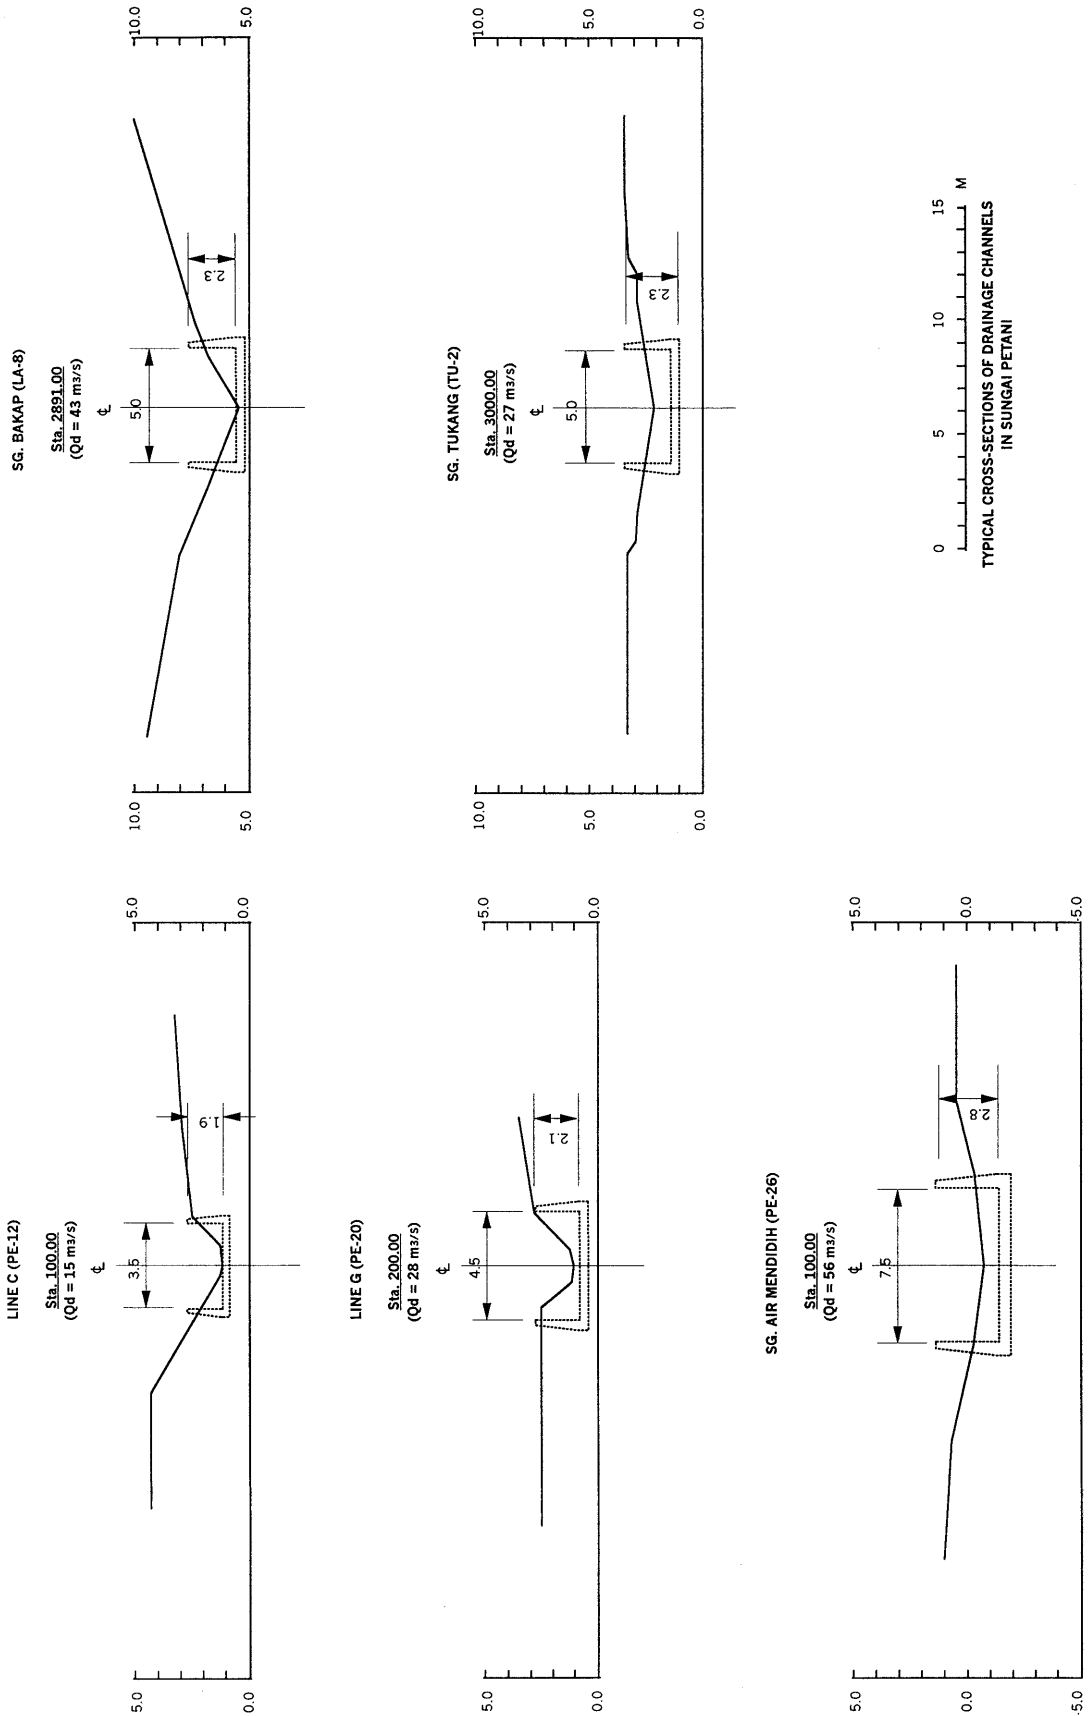 LINE C (PE-12)
Sta. 100.00
(Qd = 15 m3/s)
℄
3.5
1.9
5.0
0.0
5.0
0.0
LINE G (PE-20)
Sta. 200.00
(Qd = 28 m3/s)
℄
4.5
2.1
5.0
0.0
5.0
0.0
SG. AIR MENDIDIH (PE-26)
Sta. 100.00
(Qd = 56 m3/s)
℄
7.5
2.8
5.0
0.0
-5.0
5.0
0.0
-5.0
SG. BAKAP (LA-8)
Sta. 2891.00
(Qd = 43 m3/s)
℄
5.0
2.3
10.0
5.0
10.0
5.0
SG. TUKANG (TU-2)
Sta. 3000.00
(Qd = 27 m3/s)
℄
5.0
2.3
10.0
5.0
0.0
10.0
5.0
0.0
0 5 10 15 M
TYPICAL CROSS-SECTIONS OF DRAINAGE CHANNELS
IN SUNGAI PETANI